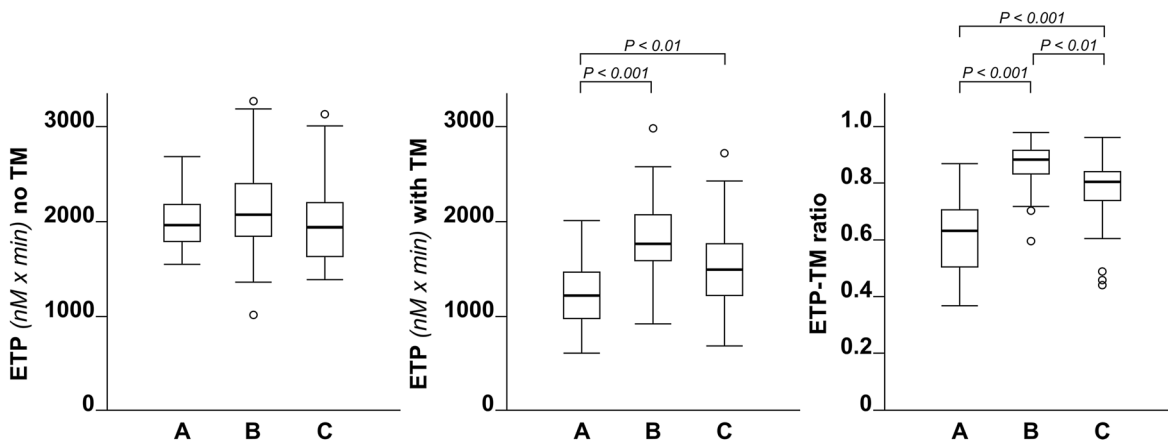 ETP (nM x min) no TM
3000
2000
1000
0
A B C
ETP (nM x min) with TM
P < 0.01
P < 0.001
3000
2000
1000
0
A B C
ETP-TM ratio
P < 0.001
P < 0.01
P < 0.001
1.0
0.8
0.6
0.4
0.2
0
A B C